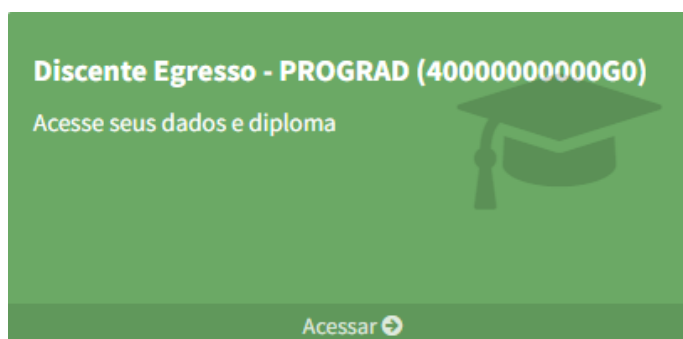 Discente Egresso - PROGRAD (40000000000G0)
Acesse seus dados e diploma
Acessar